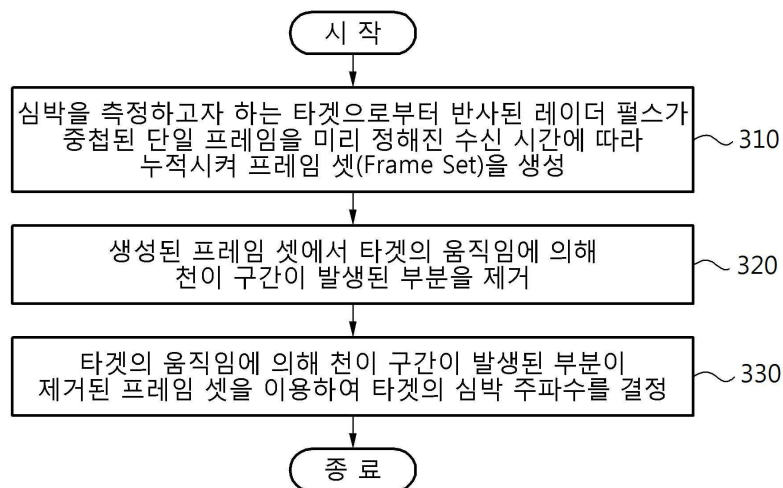 시 작
심박을 측정하고자 하는 타겟으로부터 반사된 레이더 펄스가
중첩된 단일 프레임을 미리 정해진 수신 시간에 따라
누적시켜 프레임 셋(Frame Set)을 생성
310
생성된 프레임 셋에서 타겟의 움직임에 의해
천이 구간이 발생된 부분을 제거
320
타겟의 움직임에 의해 천이 구간이 발생된 부분이
제거된 프레임 셋을 이용하여 타겟의 심박 주파수를 결정
330
종 료